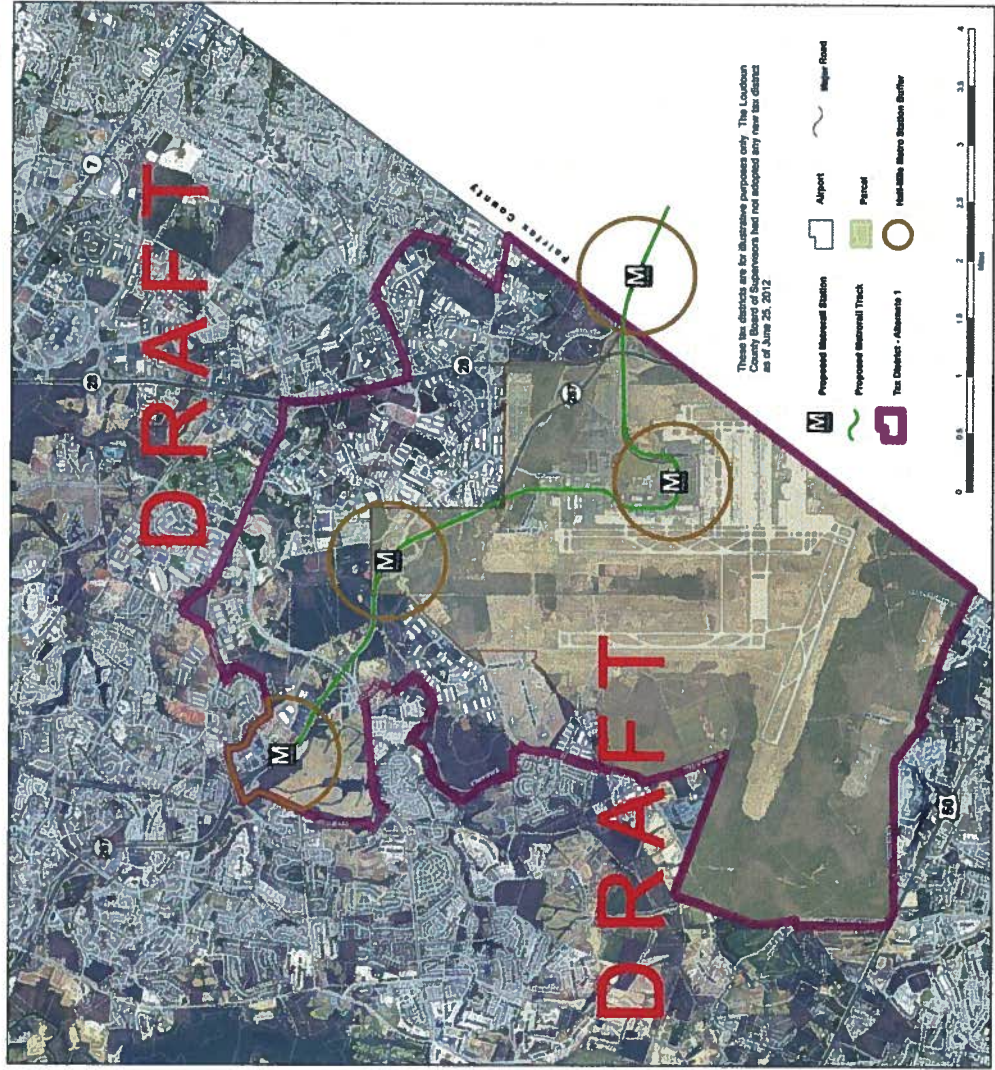 DRAFT
DRAFT
7
28
28
267
267
50
Fairfax County
These tax districts are for illustrative purposes only The Loudoun
County Board of Supervisors had not adopted any new tax district
as of June 25, 2012
M
M
M
M
M Proposed Metrorail Station
Proposed Metrorail Track
Tax District - Alternate 1
Airport
Parcel
Half-Mile Metro Station Buffer
Major Road
0 0.5 1 1.5 2 2.5 3 3.5 4
Miles